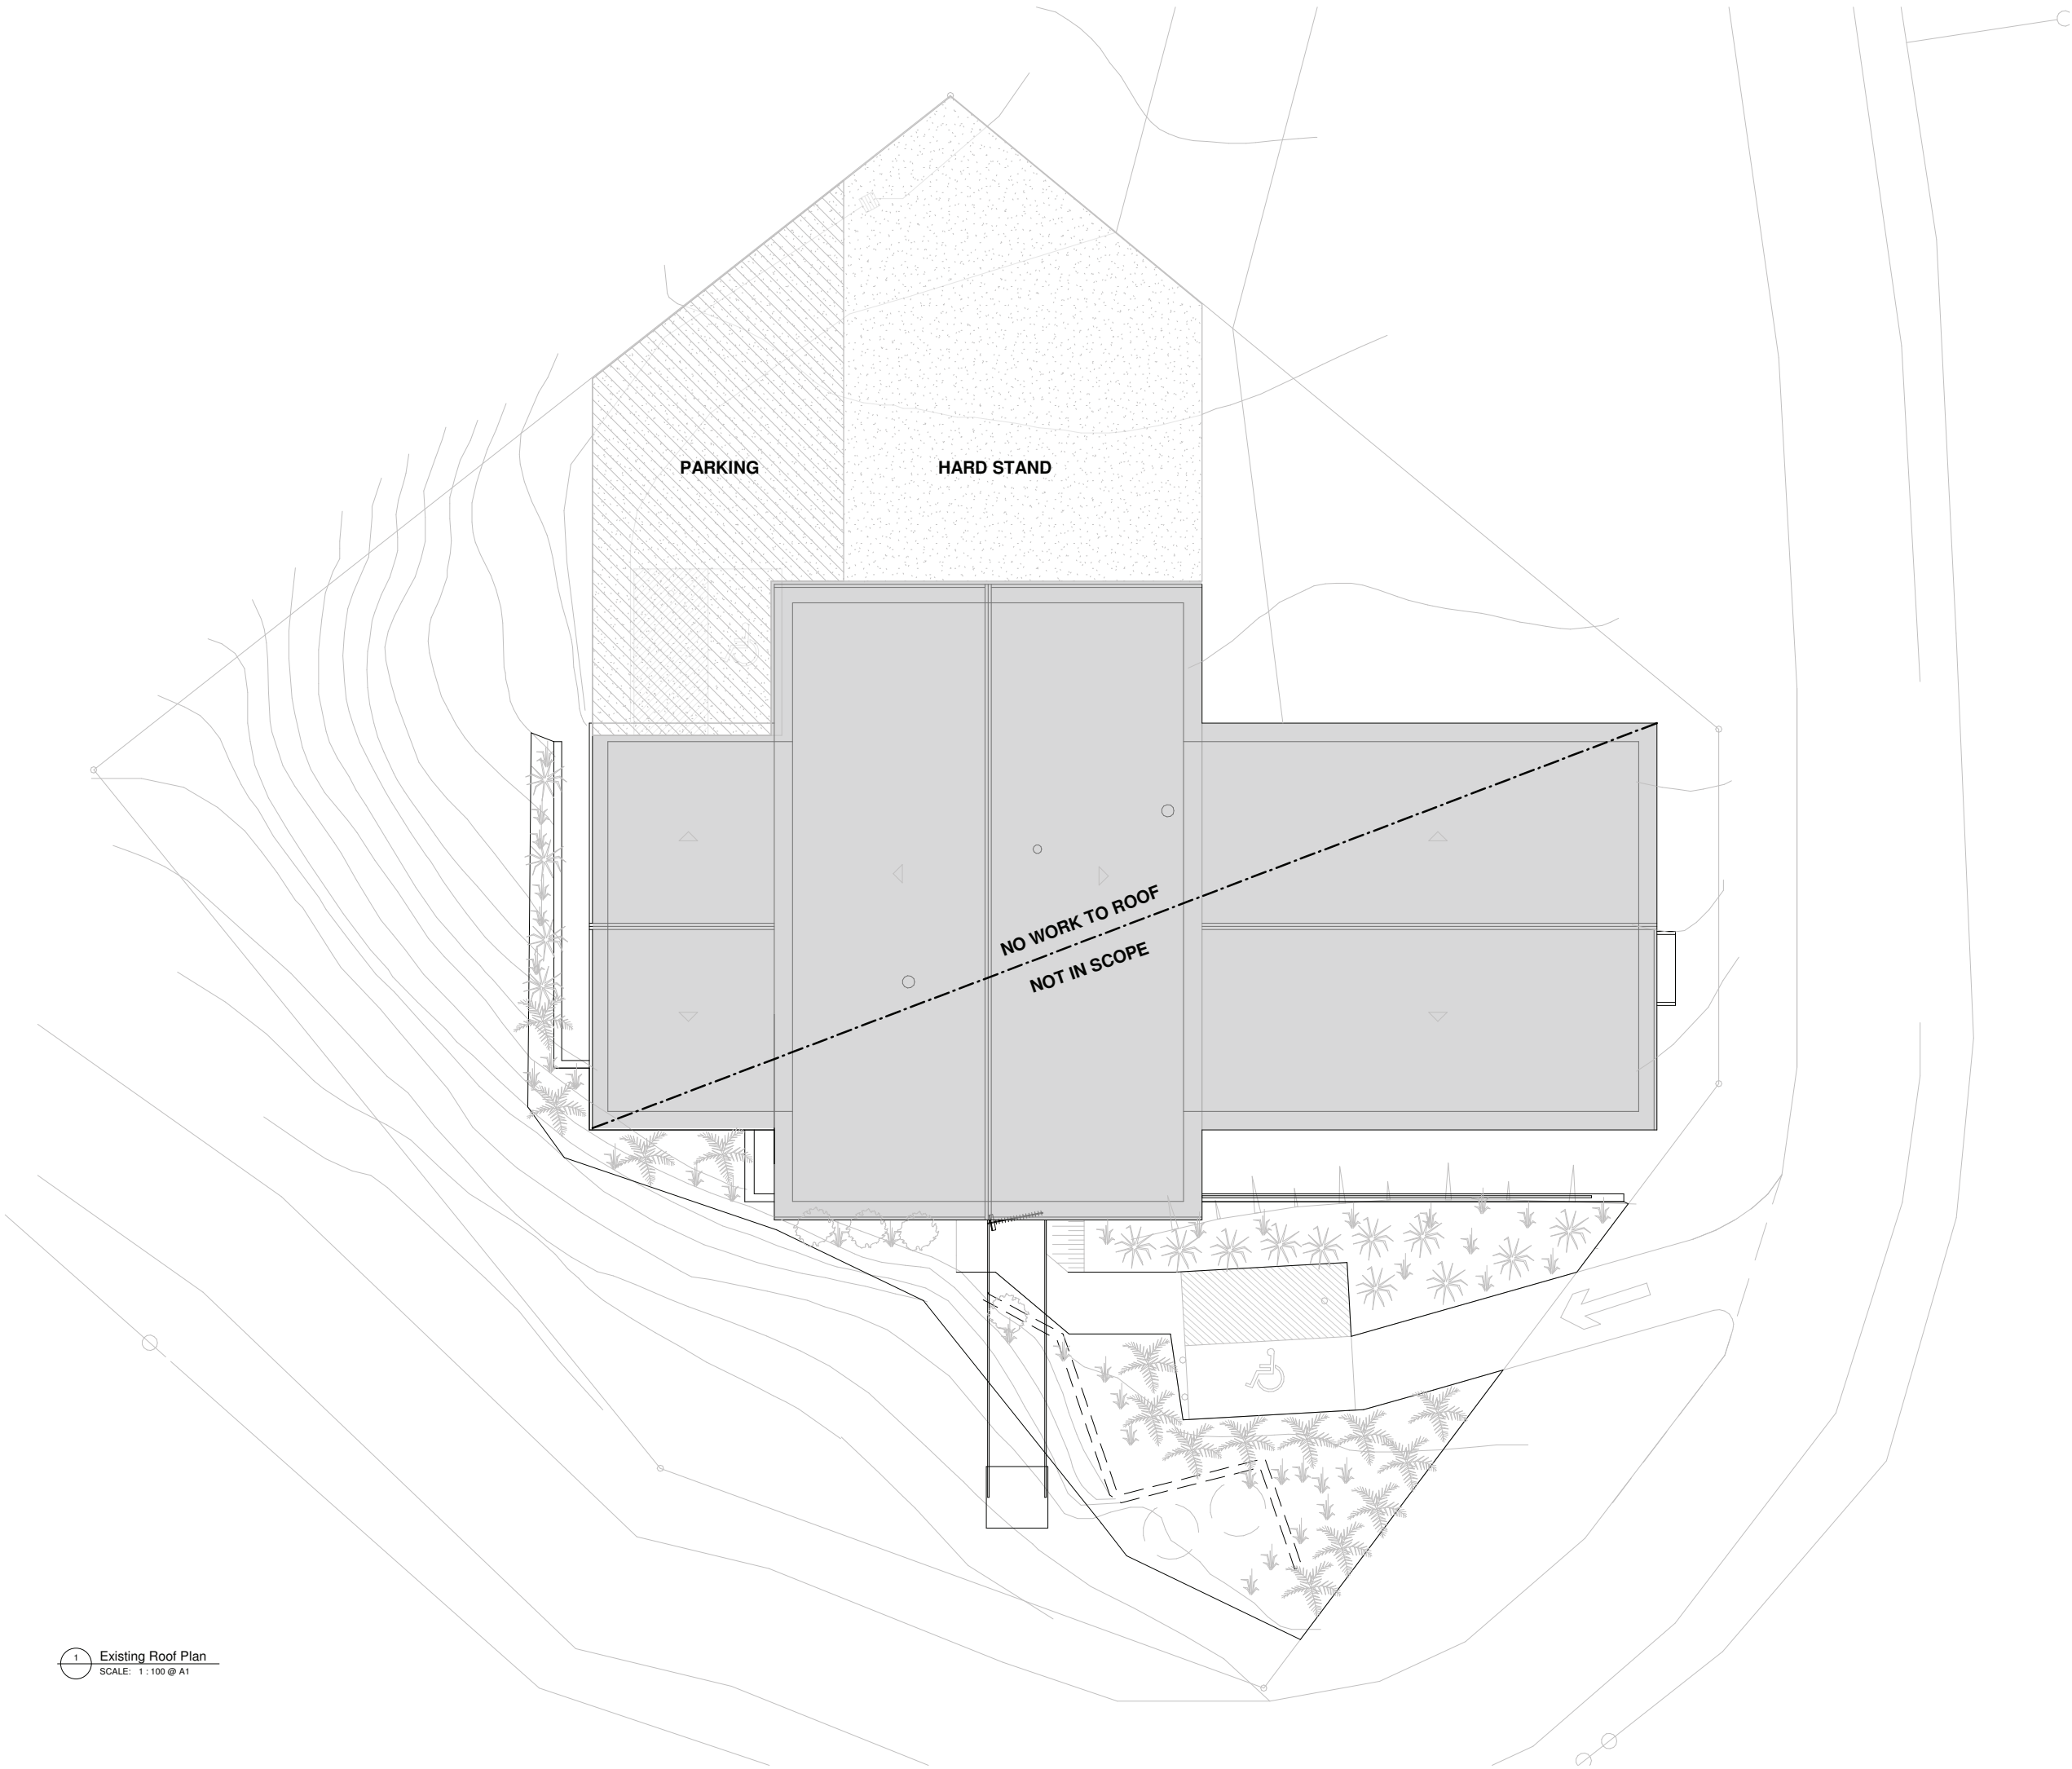 PARKING
HARD STAND
NO WORK TO ROOF
NOT IN SCOPE
1
Existing Roof Plan
SCALE: 1 : 100 @ A1